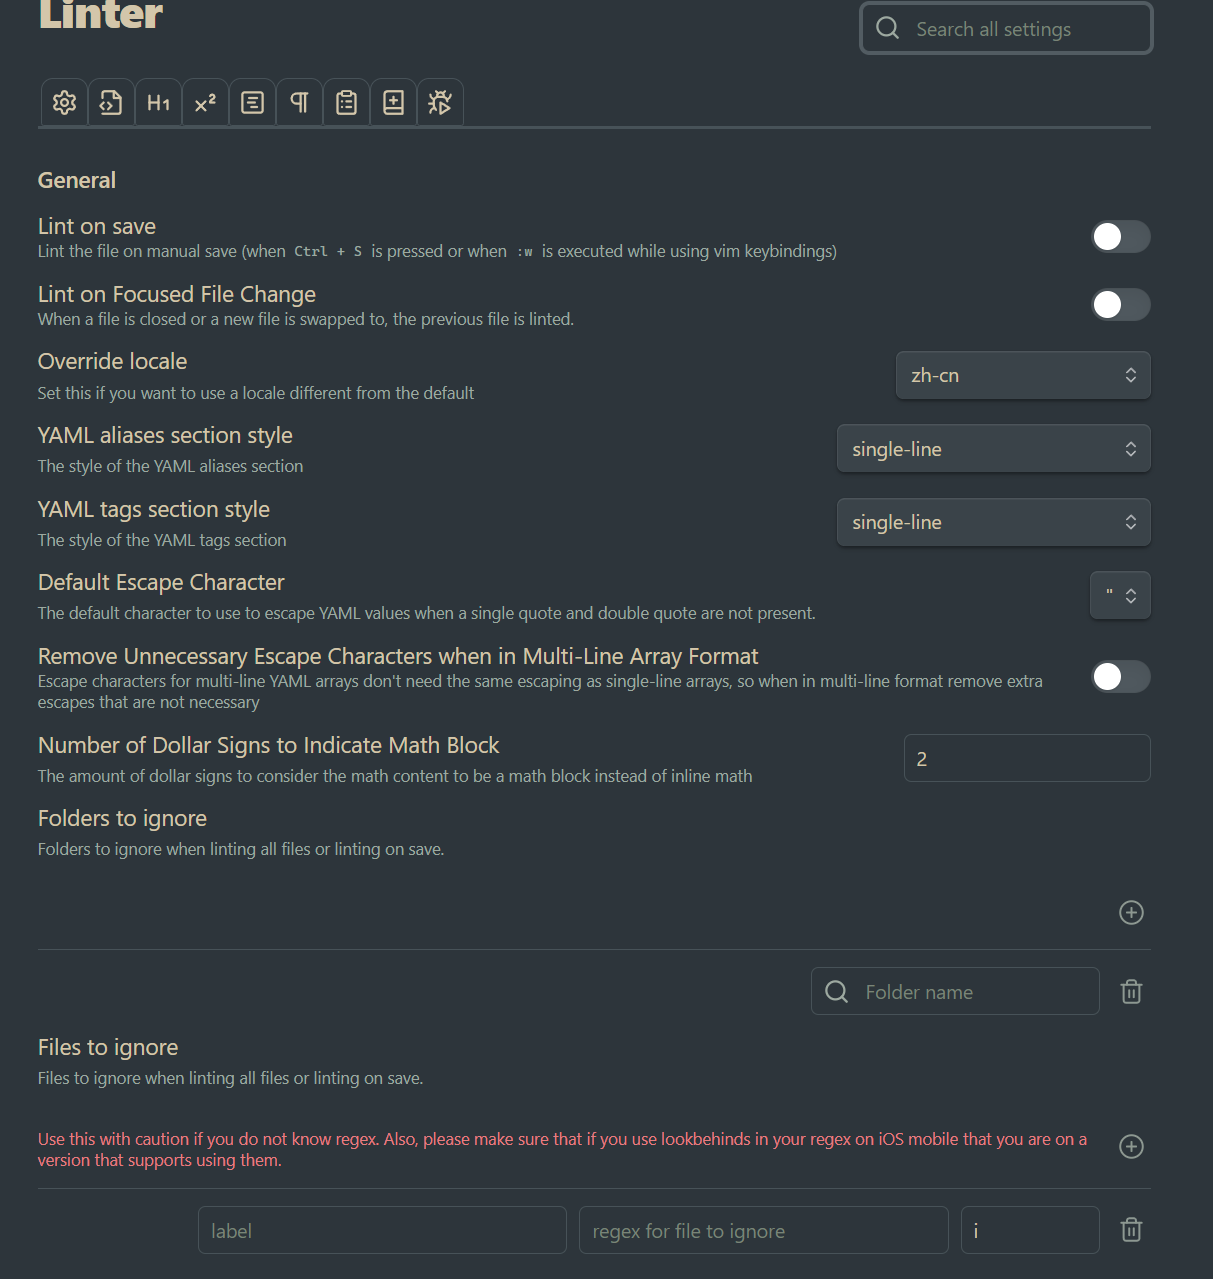 Linter
Search all settings
H1
x²
General
Lint on save
Lint the file on manual save (when Ctrl + S is pressed or when :w is executed while using vim keybindings)
Lint on Focused File Change
When a file is closed or a new file is swapped to, the previous file is linted.
Override locale
zh-cn
Set this if you want to use a locale different from the default
YAML aliases section style
single-line
The style of the YAML aliases section
YAML tags section style
single-line
The style of the YAML tags section
Default Escape Character
"
The default character to use to escape YAML values when a single quote and double quote are not present.
Remove Unnecessary Escape Characters when in Multi-Line Array Format
Escape characters for multi-line YAML arrays don't need the same escaping as single-line arrays, so when in multi-line format remove extra
escapes that are not necessary
Number of Dollar Signs to Indicate Math Block
2
The amount of dollar signs to consider the math content to be a math block instead of inline math
Folders to ignore
Folders to ignore when linting all files or linting on save.
Folder name
Files to ignore
Files to ignore when linting all files or linting on save.
Use this with caution if you do not know regex. Also, please make sure that if you use lookbehinds in your regex on iOS mobile that you are on a
version that supports using them.
label
regex for file to ignore
i